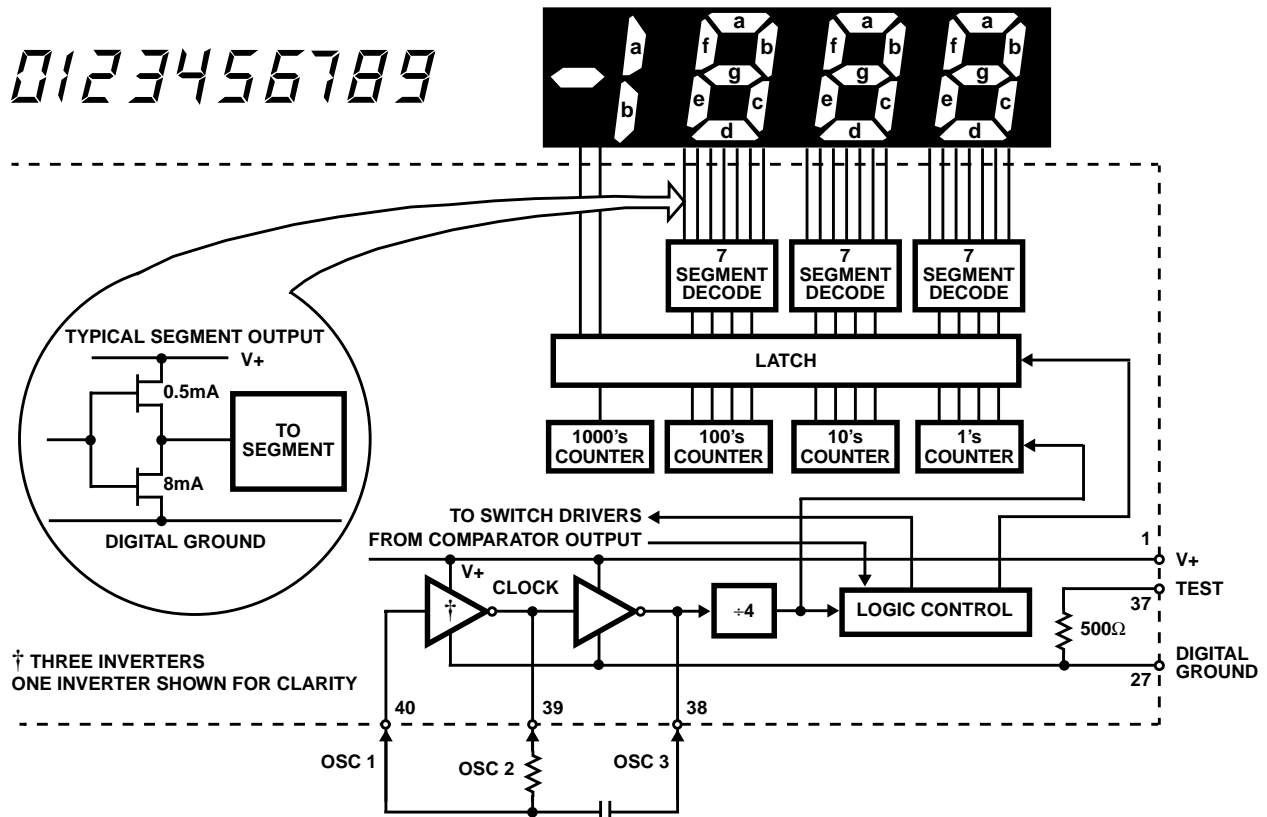 0123456789
a a a a
f b f b f b
g g g
b e c e c e c
d d d
7 SEGMENT DECODE
7 SEGMENT DECODE
7 SEGMENT DECODE
TYPICAL SEGMENT OUTPUT
V+
0.5mA
TO SEGMENT
8mA
DIGITAL GROUND
LATCH
1000's COUNTER
100's COUNTER
10's COUNTER
1's COUNTER
TO SWITCH DRIVERS
FROM COMPARATOR OUTPUT
1
V+
V+
CLOCK
TEST
37
†
÷4
LOGIC CONTROL
500Ω
DIGITAL GROUND
27
† THREE INVERTERS
ONE INVERTER SHOWN FOR CLARITY
40 39 38
OSC 1 OSC 2 OSC 3